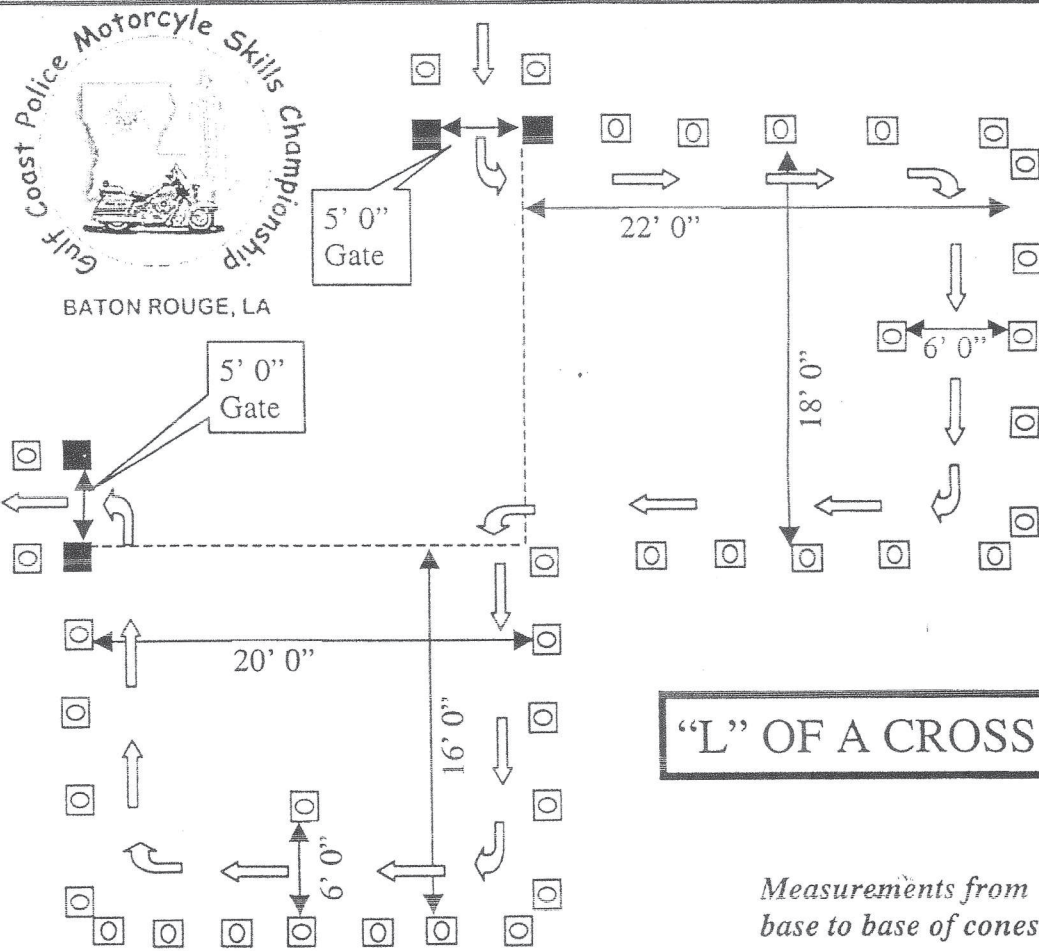 Gulf Coast Police Motorcyle Skills Championship
BATON ROUGE, LA
5' 0"
Gate
22' 0"
6' 0"
18' 0"
5' 0"
Gate
20' 0"
16' 0"
6' 0"
“L” OF A CROSS
Measurements from
base to base of cones